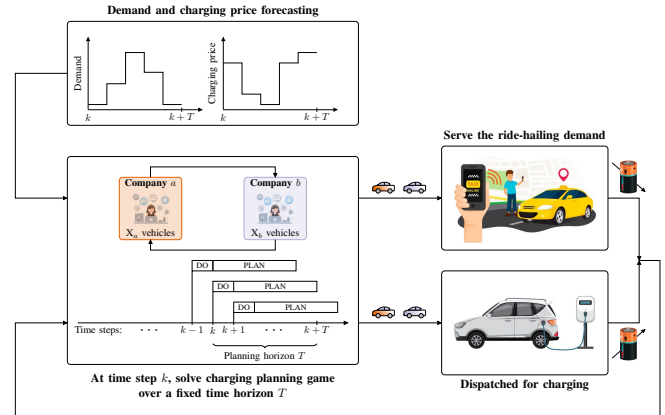 Demand and charging price forecasting
Demand
k
k + T
Charging price
k
k + T
Company a
X_a vehicles
Company b
X_b vehicles
DO PLAN
DO PLAN
DO PLAN
Time steps: · · · k − 1 k k + 1 · · · k + T
Planning horizon T
At time step k, solve charging planning game
over a fixed time horizon T
Serve the ride-hailing demand
TAXI
Dispatched for charging